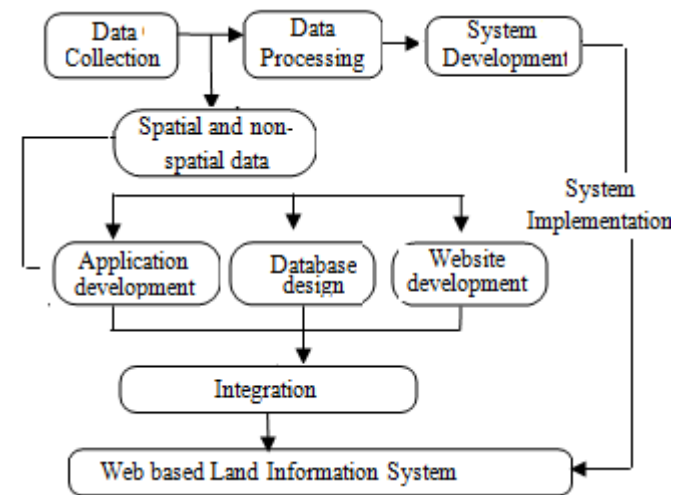 Data
Collection
Data
Processing
System
Development
Spatial and non-
spatial data
System
Implementation
Application
development
Database
design
Website
development
Integration
Web based Land Information System